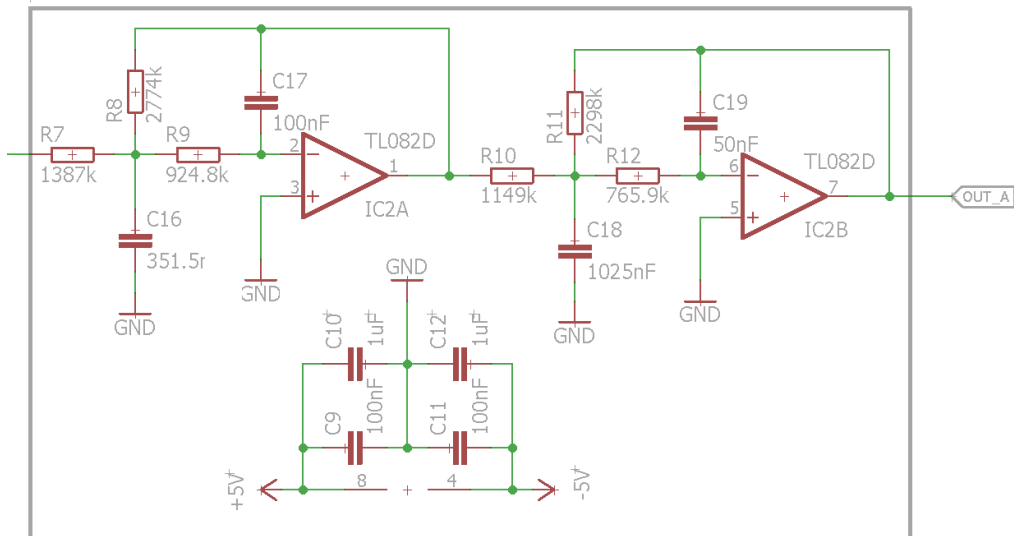 C17
R8
2774k
100nF
R7
1387k
R9
924.8k
TL082D
2
3
1
IC2A
C16
351.5r
GND
GND
R10
1149k
R11
2298k
R12
765.9k
C19
50nF
TL082D
6
5
7
IC2B
OUT_A
C18
1025nF
GND
GND
GND
C10
1uF
C12
1uF
C9
100nF
C11
100nF
+5V
8
4
-5V